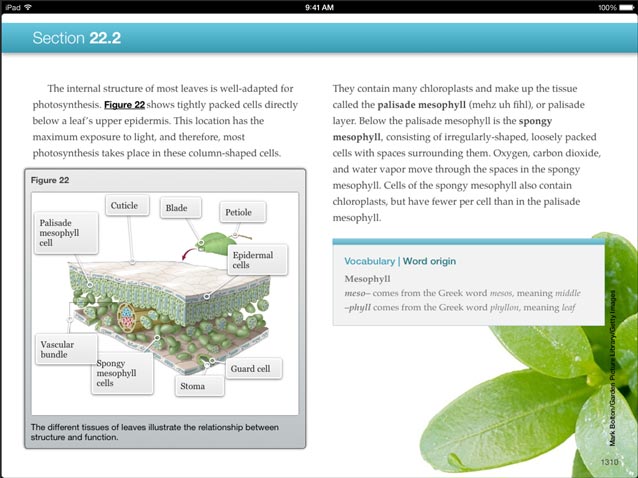 iPad 9:41 AM 100%
Section 22.2
The internal structure of most leaves is well-adapted for
photosynthesis. Figure 22 shows tightly packed cells directly
below a leaf's upper epidermis. This location has the
maximum exposure to light, and therefore, most
photosynthesis takes place in these column-shaped cells.
Figure 22
Cuticle
Blade
Petiole
Palisade
mesophyll
cell
Epidermal
cells
Vascular
bundle
Spongy
mesophyll
cells
Stoma
Guard cell
The different tissues of leaves illustrate the relationship between
structure and function.
They contain many chloroplasts and make up the tissue
called the palisade mesophyll (mehz uh fihl), or palisade
layer. Below the palisade mesophyll is the spongy
mesophyll, consisting of irregularly-shaped, loosely packed
cells with spaces surrounding them. Oxygen, carbon dioxide,
and water vapor move through the spaces in the spongy
mesophyll. Cells of the spongy mesophyll also contain
chloroplasts, but have fewer per cell than in the palisade
mesophyll.
Vocabulary | Word origin
Mesophyll
meso– comes from the Greek word mesos, meaning middle
–phyll comes from the Greek word phyllon, meaning leaf
Mark Bolton/Garden Picture Library/Getty Images
1310